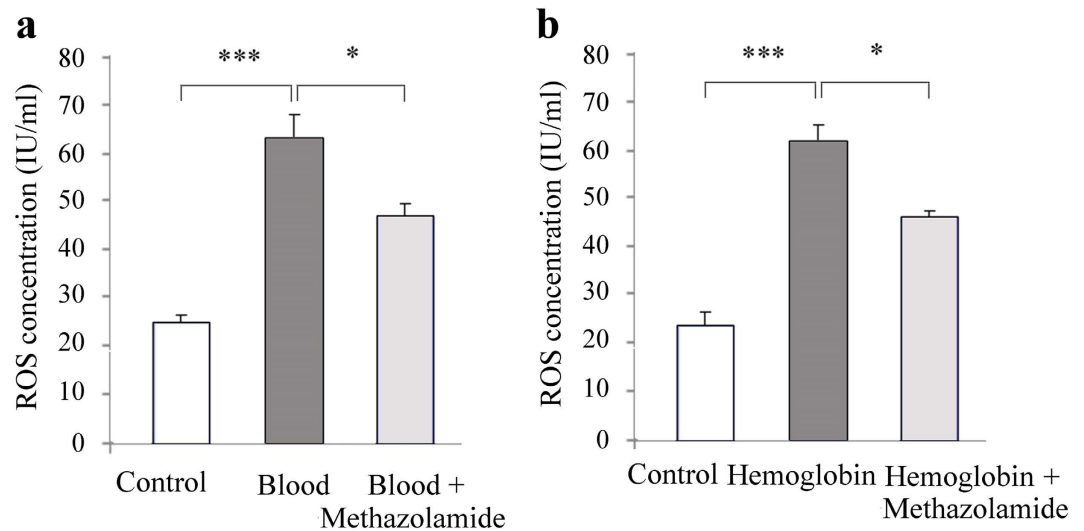 a
ROS concentration (IU/ml)
80
70
60
50
40
30
20
10
0
***
*
Control
Blood
Blood +
Methazolamide
b
ROS concentration (IU/ml)
80
70
60
50
40
30
20
10
0
***
*
Control
Hemoglobin
Hemoglobin +
Methazolamide